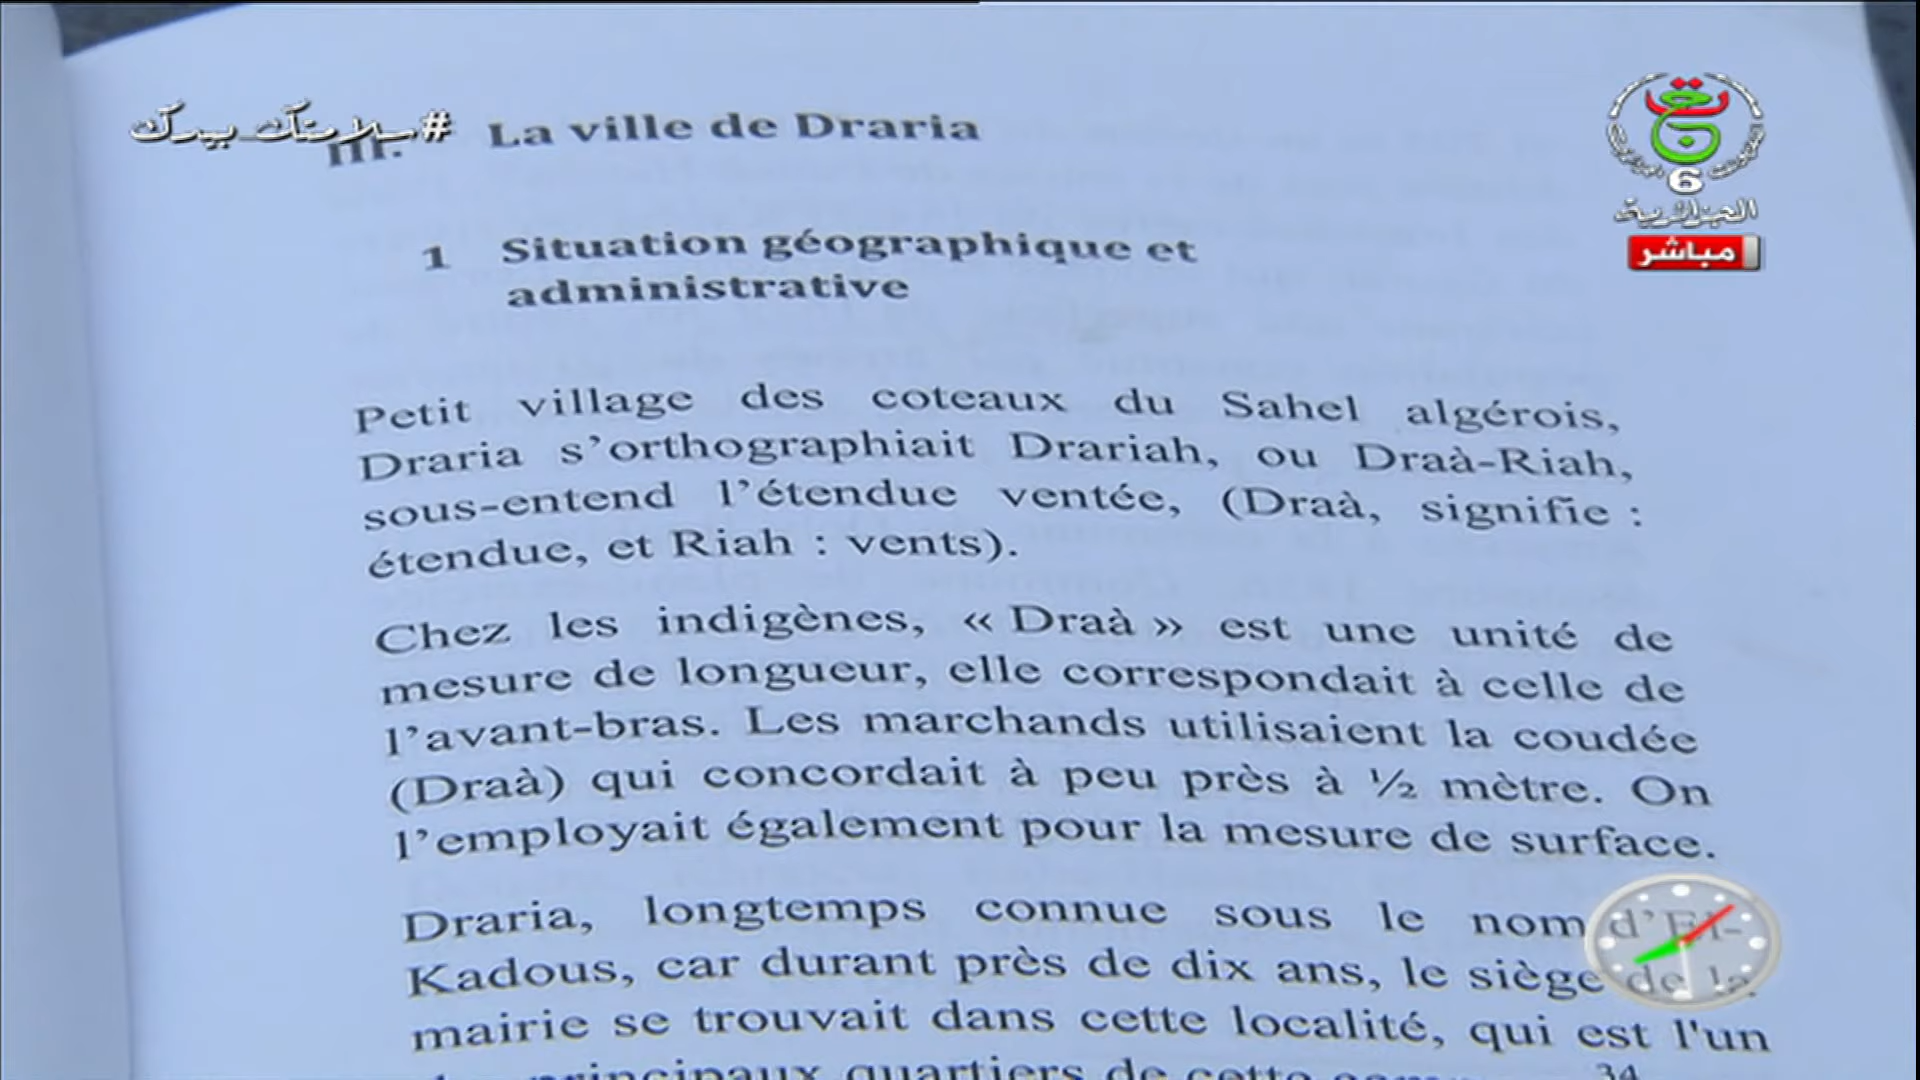 #سلامتك_بيدك
III. La ville de Draria
1 Situation géographique et
administrative
Petit village des coteaux du Sahel algérois,
Draria s’orthographiait Drariah, ou Draà-Riah,
sous-entend l’étendue ventée, (Draà, signifie :
étendue, et Riah : vents).
Chez les indigènes, « Draà » est une unité de
mesure de longueur, elle correspondait à celle de
l’avant-bras. Les marchands utilisaient la coudée
(Draà) qui concordait à peu près à ½ mètre. On
l’employait également pour la mesure de surface.
Draria, longtemps connue sous le nom d’El-
Kadous, car durant près de dix ans, le siège de la
mairie se trouvait dans cette localité, qui est l'un
principaux quartiers de cette
34
6
الجزائرية
مباشر